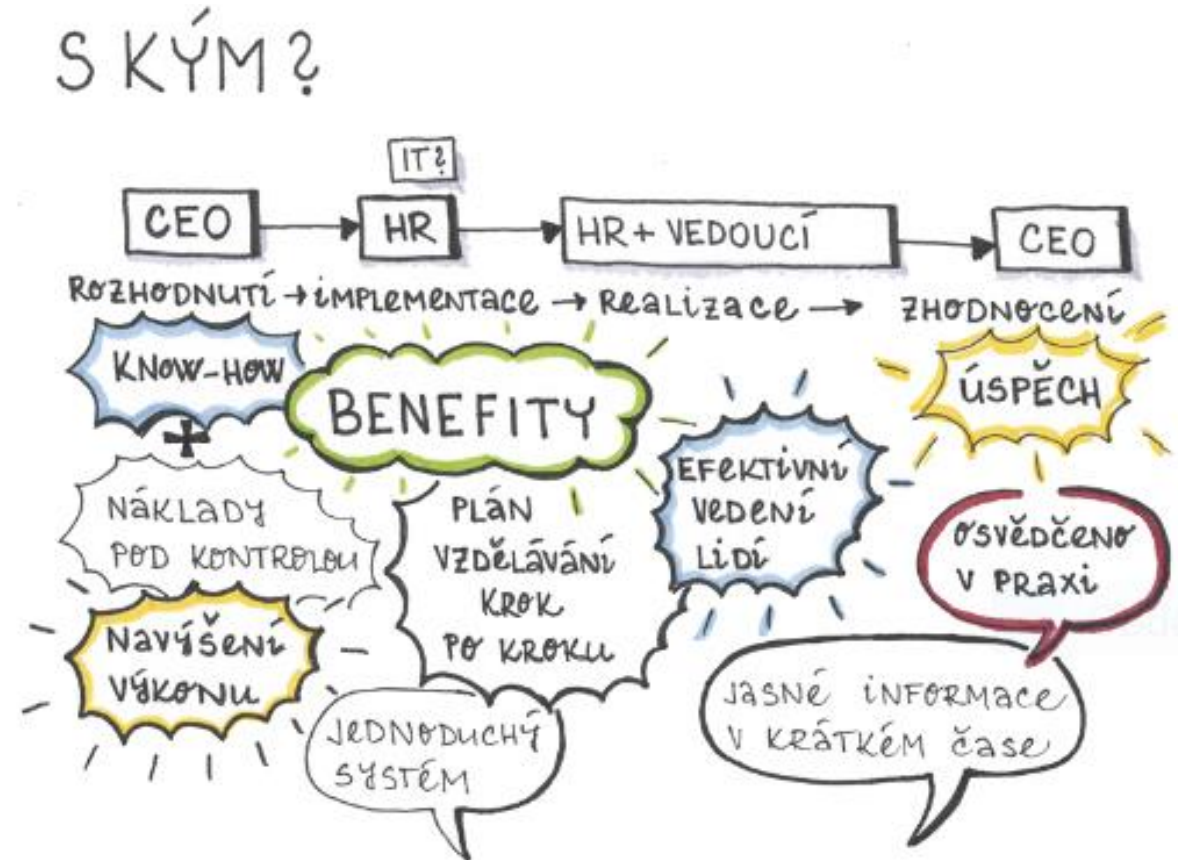 S KÝM?
IT?
CEO → HR → HR + VEDOUCÍ → CEO
ROZHODNUTÍ → IMPLEMENTACE → REALIZACE → ZHODNOCENÍ
KNOW-HOW
+
NÁKLADY
POD KONTROLOU
NAVÝŠENÍ
VÝKONU
BENEFITY
PLÁN
VZDĚLÁVÁNÍ
KROK
PO KROKU
JEDNODUCHÝ
SYSTÉM
EFEKTIVNÍ
VEDENÍ
LIDÍ
ÚSPĚCH
OSVĚDČENO
V PRAXI
JASNÉ INFORMACE
V KRÁTKÉM ČASE